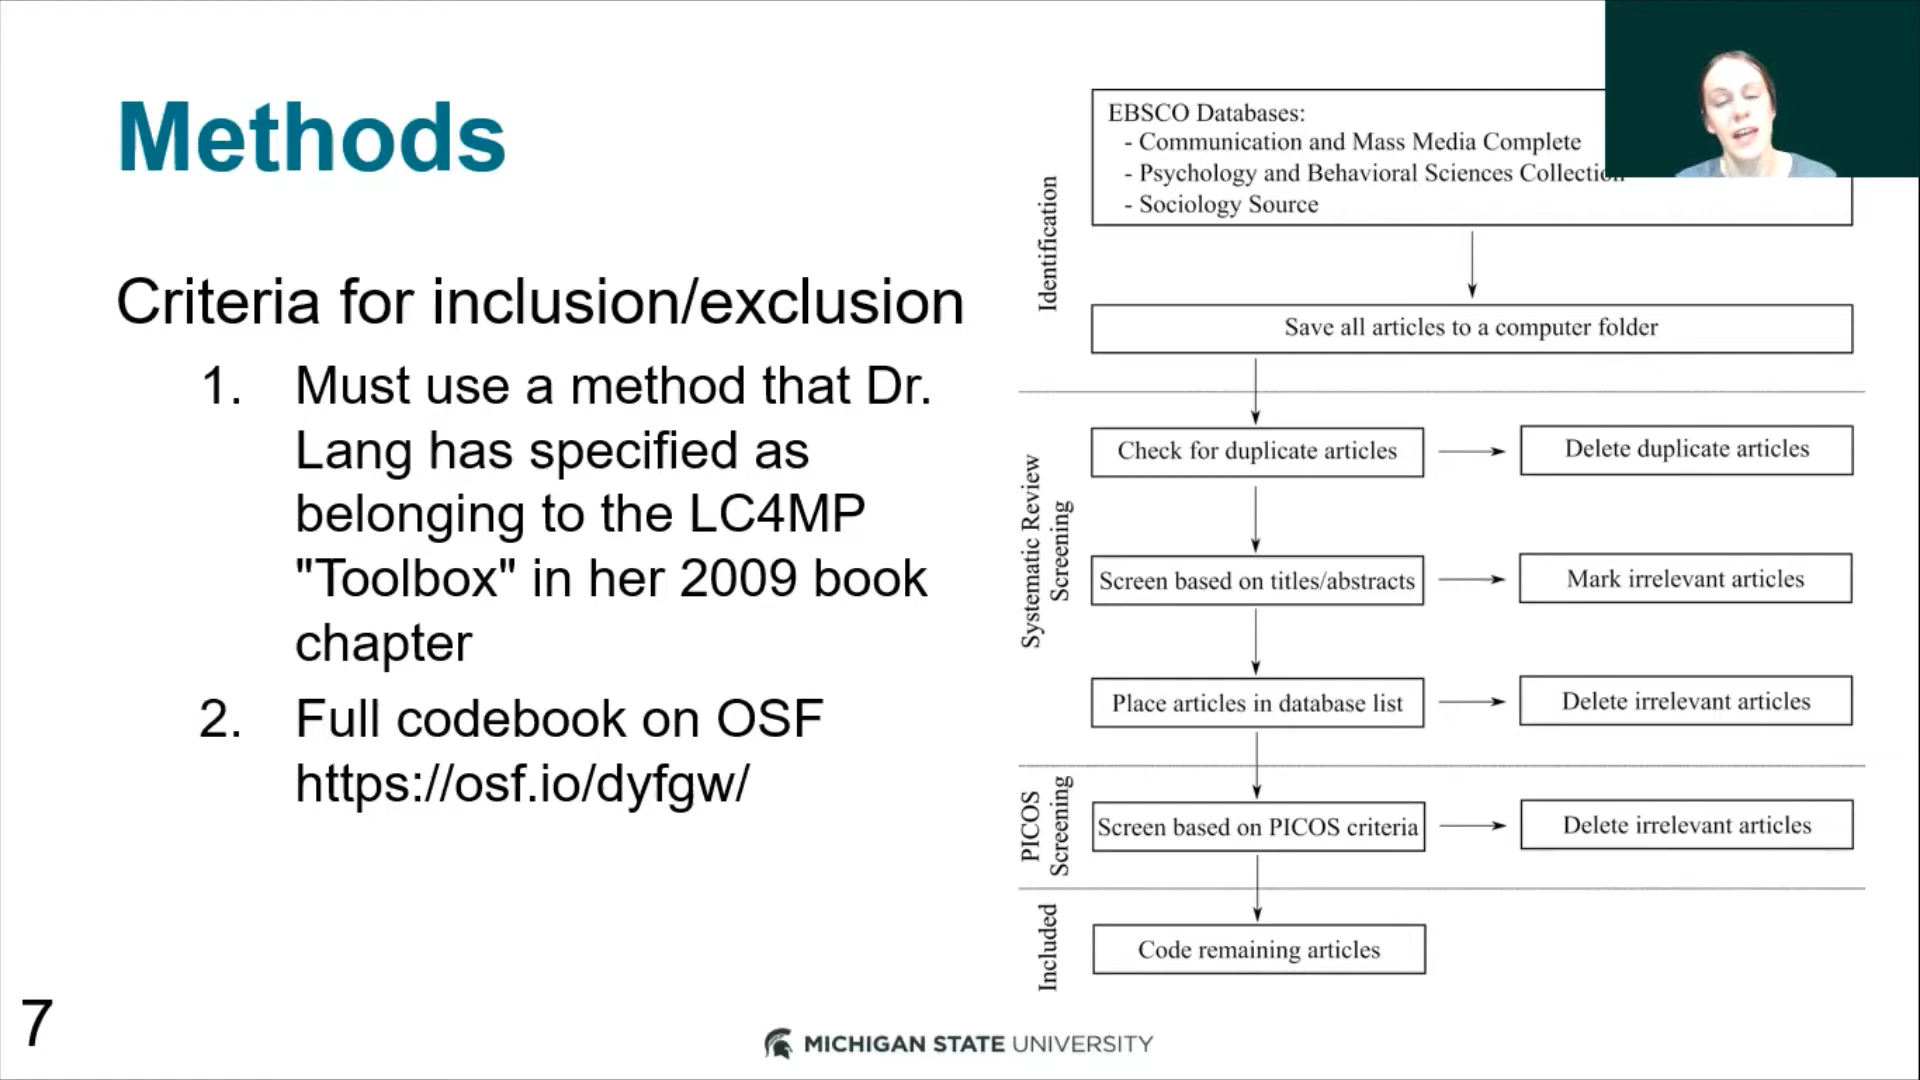 Methods
Criteria for inclusion/exclusion
1. Must use a method that Dr.
Lang has specified as
belonging to the LC4MP
"Toolbox" in her 2009 book
chapter
2. Full codebook on OSF
https://osf.io/dyfgw/
Identification
EBSCO Databases:
- Communication and Mass Media Complete
- Psychology and Behavioral Sciences Collection
- Sociology Source
Save all articles to a computer folder
Systematic Review
Screening
Check for duplicate articles
Delete duplicate articles
Screen based on titles/abstracts
Mark irrelevant articles
Place articles in database list
Delete irrelevant articles
PICOS
Screening
Screen based on PICOS criteria
Delete irrelevant articles
Included
Code remaining articles
7
MICHIGAN STATE UNIVERSITY